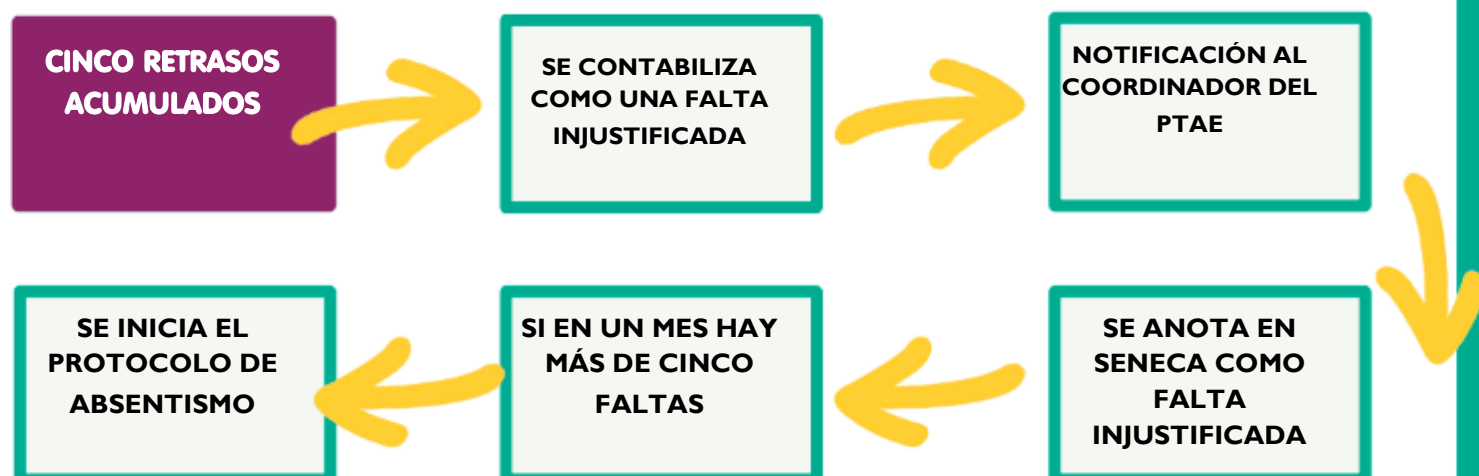 CINCO RETRASOS
ACUMULADOS
SE CONTABILIZA
COMO UNA FALTA
INJUSTIFICADA
NOTIFICACIÓN AL
COORDINADOR DEL
PTAE
SE ANOTA EN
SENECA COMO
FALTA
INJUSTIFICADA
SI EN UN MES HAY
MÁS DE CINCO
FALTAS
SE INICIA EL
PROTOCOLO DE
ABSENTISMO